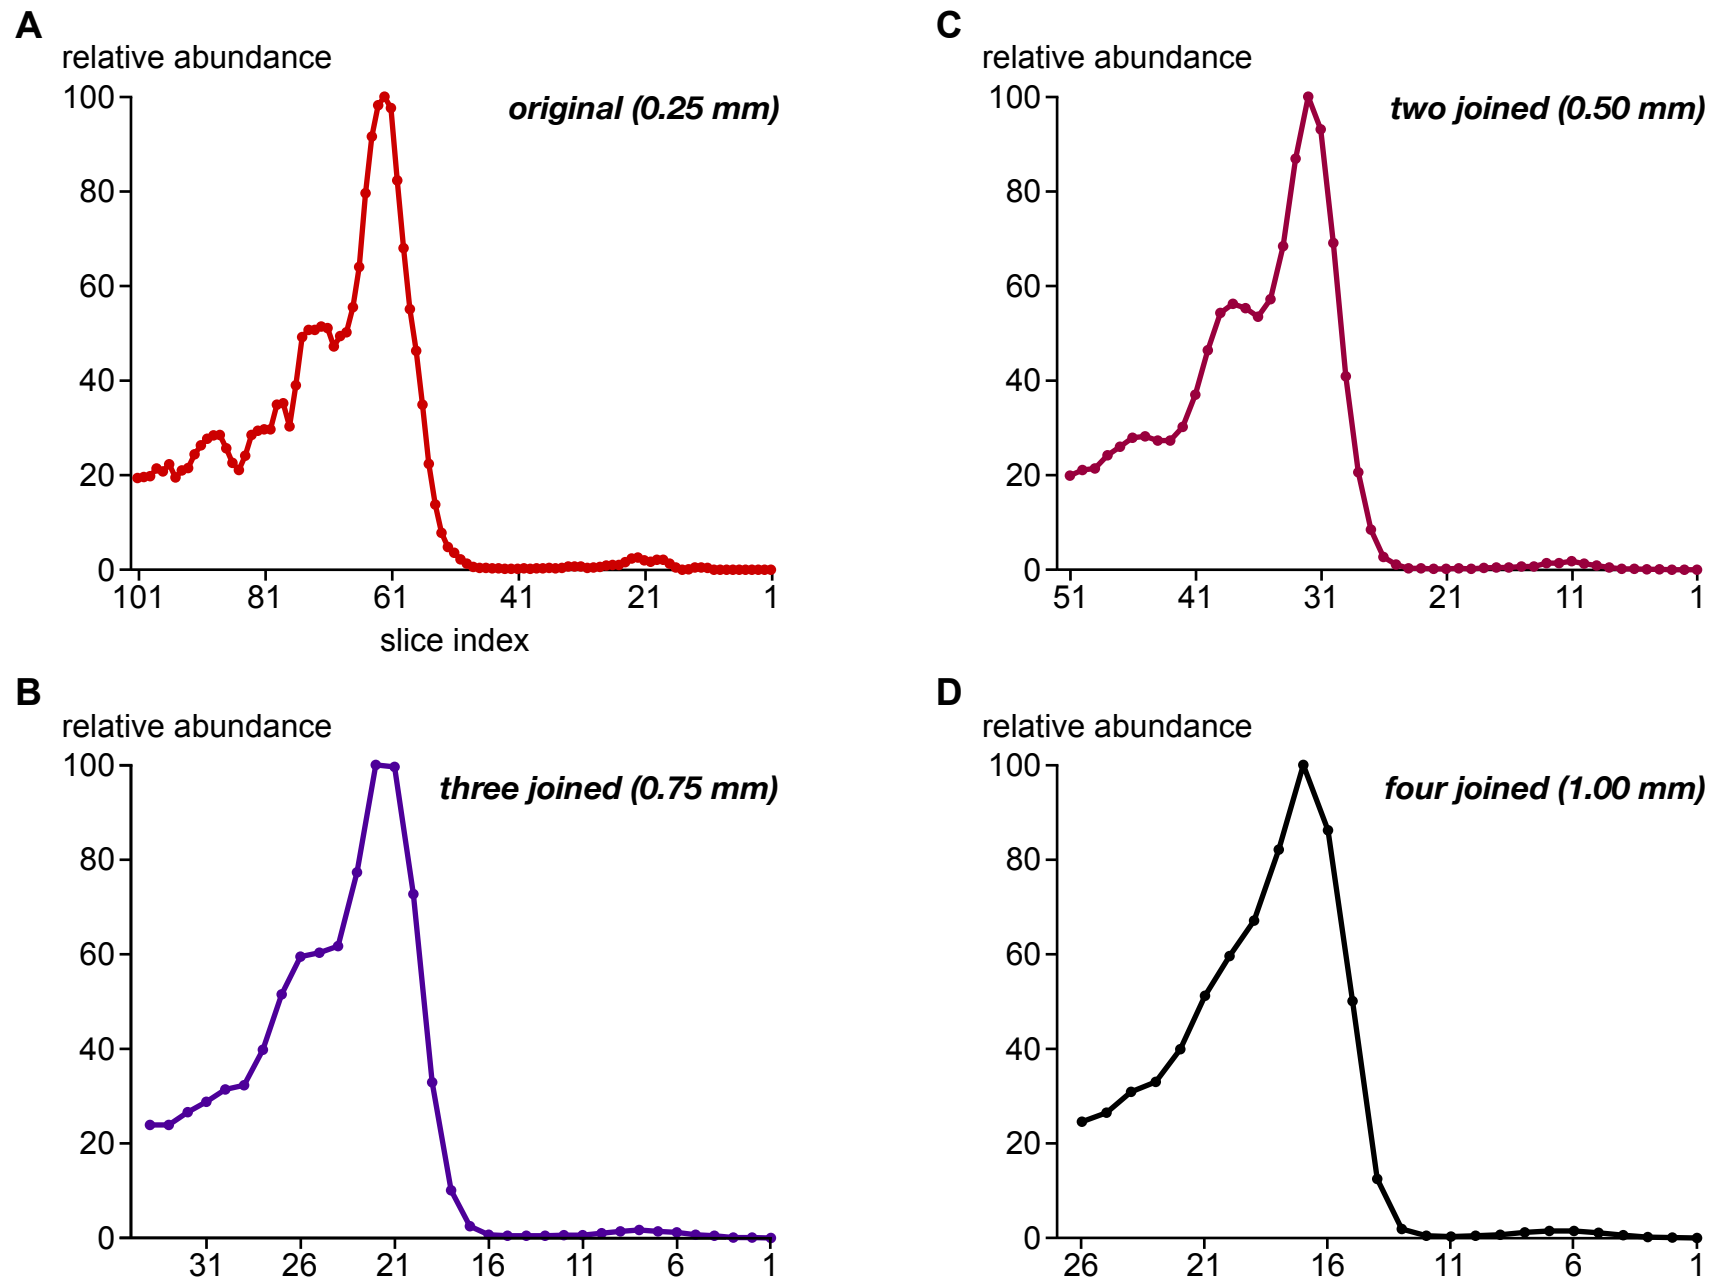 A
relative abundance
original (0.25 mm)
100
80
60
40
20
0
101 81 61 41 21 1
slice index
C
relative abundance
two joined (0.50 mm)
100
80
60
40
20
0
51 41 31 21 11 1
B
relative abundance
three joined (0.75 mm)
100
80
60
40
20
0
31 26 21 16 11 6 1
D
relative abundance
four joined (1.00 mm)
100
80
60
40
20
0
26 21 16 11 6 1